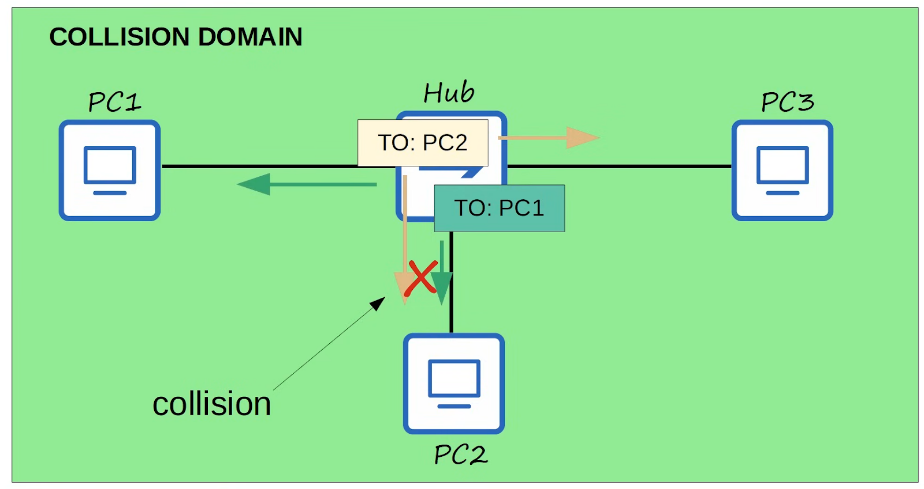 COLLISION DOMAIN
PC1
Hub
PC3
TO: PC2
TO: PC1
collision
PC2